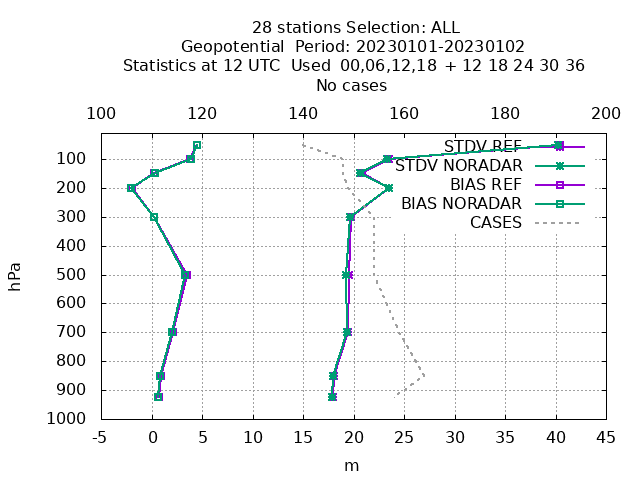 28 stations Selection: ALL
Geopotential  Period: 20230101-20230102
Statistics at 12 UTC  Used  00,06,12,18  + 12 18 24 30 36
No cases
100 120 140 160 180 200
STDV REF
STDV NORADAR
BIAS REF
BIAS NORADAR
CASES
100
200
300
400
500
600
700
800
900
1000
hPa
-5 0 5 10 15 20 25 30 35 40 45
m